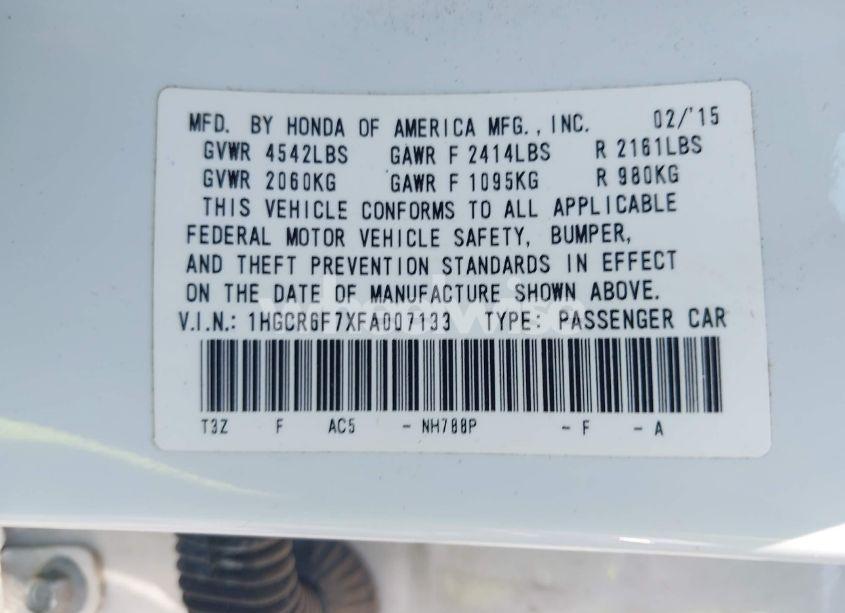 MFD. BY HONDA OF AMERICA MFG., INC. 02/'15
GVWR 4542LBS GAWR F 2414LBS R 2161LBS
GVWR 2060KG GAWR F 1095KG R 980KG
THIS VEHICLE CONFORMS TO ALL APPLICABLE
FEDERAL MOTOR VEHICLE SAFETY, BUMPER,
AND THEFT PREVENTION STANDARDS IN EFFECT
ON THE DATE OF MANUFACTURE SHOWN ABOVE.
V.I.N.: 1HGCR6F7XFA007133 TYPE: PASSENGER CAR
T3Z F AC5 - NH788P - F - A